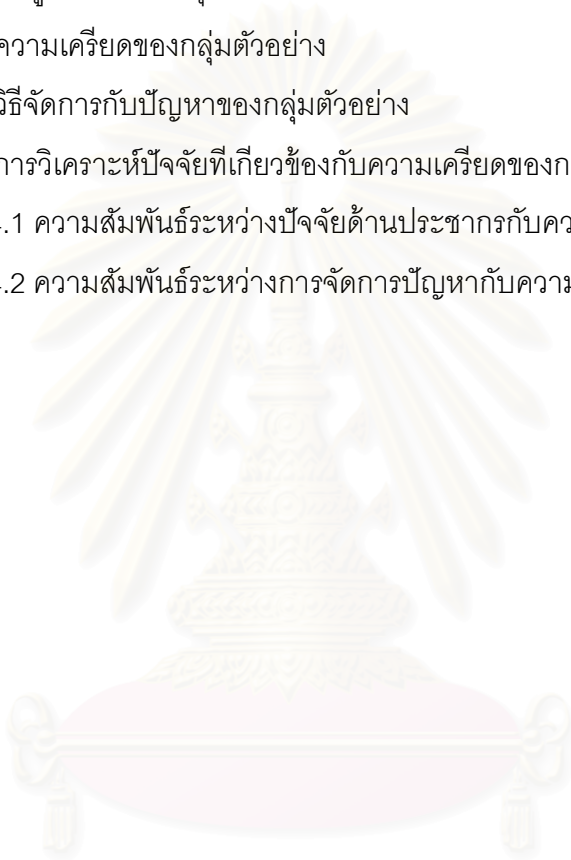 ความเครียดของกลุ่มตัวอย่าง
วิธีจัดการกับปัญหาของกลุ่มตัวอย่าง
การวิเคราะห์ปัจจัยที่เกี่ยวข้องกับความเครียดของก
.1 ความสัมพันธ์ระหว่างปัจจัยด้านประชากรกับคว
.2 ความสัมพันธ์ระหว่างการจัดการปัญหากับความ